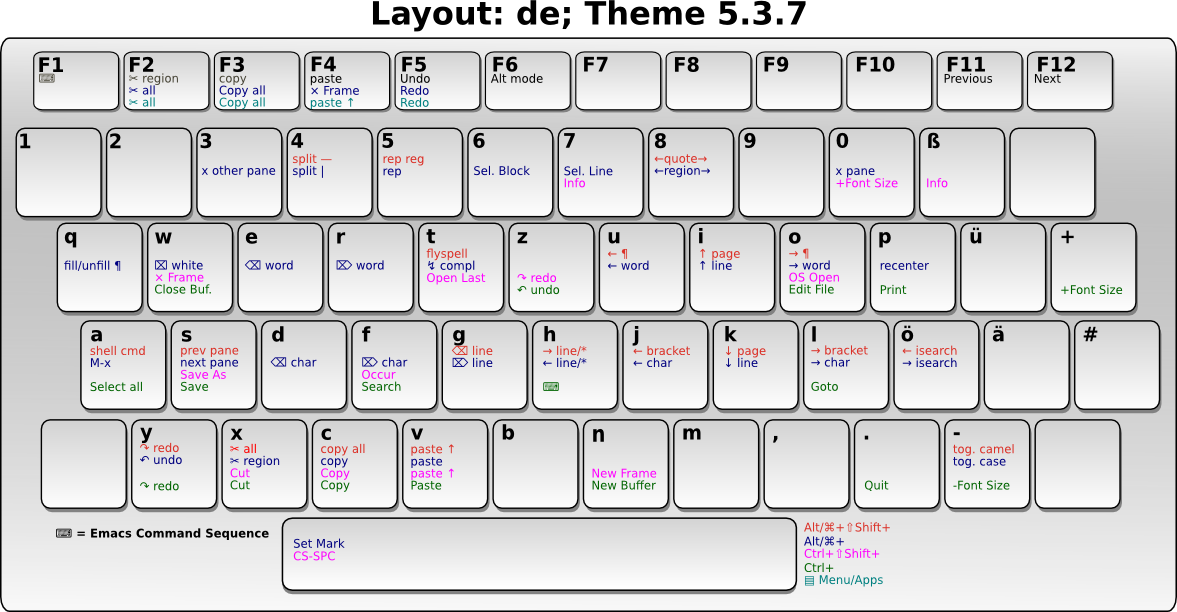 Layout: de; Theme 5.3.7
F1
⌨
F2
✂ region
✂ all
✂ all
F3
copy
Copy all
Copy all
F4
paste
× Frame
paste ↑
F5
Undo
Redo
Redo
F6
Alt mode
F7
F8
F9
F10
F11
Previous
F12
Next
1
2
3
x other pane
4
split —
split |
5
rep reg
rep
6
Sel. Block
7
Sel. Line
Info
8
←quote→
←region→
9
0
x pane
+Font Size
ß
Info
q
fill/unfill ¶
w
⌧ white
× Frame
Close Buf.
e
⌫ word
r
⌦ word
t
flyspell
↯ compl
Open Last
z
↷ redo
↶ undo
u
← ¶
← word
i
↑ page
↑ line
o
→ ¶
→ word
OS Open
Edit File
p
recenter
Print
ü
+
+Font Size
a
shell cmd
M-x
Select all
s
prev pane
next pane
Save As
Save
d
⌫ char
f
⌦ char
Occur
Search
g
⌫ line
⌦ line
h
→ line/*
← line/*
⌨
j
← bracket
← char
k
↓ page
↓ line
l
→ bracket
→ char
Goto
ö
← isearch
→ isearch
ä
#
y
↷ redo
↶ undo
↷ redo
x
✂ all
✂ region
Cut
Cut
c
copy all
copy
Copy
Copy
v
paste ↑
paste
paste ↑
Paste
b
n
New Frame
New Buffer
m
,
.
Quit
-
tog. camel
tog. case
-Font Size
⌨ = Emacs Command Sequence
Set Mark
CS-SPC
Alt/⌘+⇧Shift+
Alt/⌘+
Ctrl+⇧Shift+
Ctrl+
▤ Menu/Apps